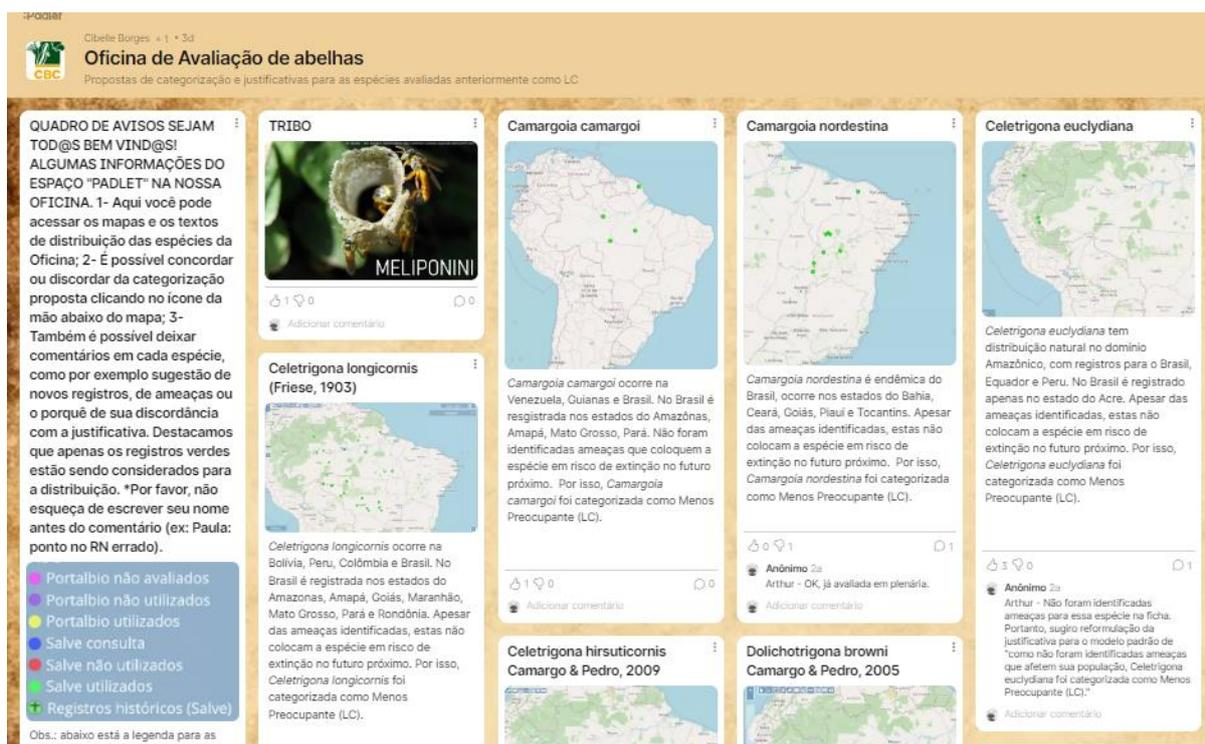 :Padlet
Cibelle Borges +1 • 3d
Oficina de Avaliação de abelhas
Propostas de categorização e justificativas para as espécies avaliadas anteriormente como LC
CBC
QUADRO DE AVISOS SEJAM
TOD@S BEM VIND@S!
ALGUMAS INFORMAÇÕES DO
ESPAÇO "PADLET" NA NOSSA
OFICINA. 1- Aqui você pode
acessar os mapas e os textos
de distribuição das espécies da
Oficina; 2- É possível concordar
ou discordar da categorização
proposta clicando no ícone da
mão abaixo do mapa; 3-
Também é possível deixar
comentários em cada espécie,
como por exemplo sugestão de
novos registros, de ameaças ou
o porquê de sua discordância
com a justificativa. Destacamos
que apenas os registros verdes
estão sendo considerados para
a distribuição. *Por favor, não
esqueça de escrever seu nome
antes do comentário (ex: Paula:
ponto no RN errado).
Portalbio não avaliados
Portalbio não utilizados
Portalbio utilizados
Salve consulta
Salve não utilizados
Salve utilizados
Registros históricos (Salve)
Obs.: abaixo está a legenda para as
TRIBO
MELIPONINI
1 0 0
Adicionar comentário
Celetrigona longicornis
(Friese, 1903)
Celetrigona longicornis ocorre na
Bolívia, Peru, Colômbia e Brasil. No
Brasil é registrada nos estados do
Amazonas, Amapá, Goiás, Maranhão,
Mato Grosso, Pará e Rondônia. Apesar
das ameaças identificadas, estas não
colocam a espécie em risco de
extinção no futuro próximo. Por isso,
Celetrigona longicornis foi
categorizada como Menos
Preocupante (LC).
Camargoia camargoi
Camargoia camargoi ocorre na
Venezuela, Guianas e Brasil. No Brasil é
resgistrada nos estados do Amazônas,
Amapá, Mato Grosso, Pará. Não foram
identificadas ameaças que coloquem a
espécie em risco de extinção no futuro
próximo. Por isso, Camargoia
camargoi foi categorizada como Menos
Preocupante (LC).
1 0 0
Adicionar comentário
Celetrigona hirsuticornis
Camargo & Pedro, 2009
Camargoia nordestina
Camargoia nordestina é endêmica do
Brasil, ocorre nos estados do Bahia,
Ceará, Goiás, Piauí e Tocantins. Apesar
das ameaças identificadas, estas não
colocam a espécie em risco de
extinção no futuro próximo. Por isso,
Camargoia nordestina foi categorizada
como Menos Preocupante (LC).
0 1 1
Anônimo 2a
Arthur - OK, já avaliada em plenária.
Adicionar comentário
Dolichotrigona browni
Camargo & Pedro, 2005
Celetrigona euclydiana
Celetrigona euclydiana tem
distribuição natural no domínio
Amazônico, com registros para o Brasil,
Equador e Peru. No Brasil é registrado
apenas no estado do Acre. Apesar das
ameaças identificadas, estas não
colocam a espécie em risco de
extinção no futuro próximo. Por isso,
Celetrigona euclydiana foi
categorizada como Menos
Preocupante (LC).
3 0 1
Anônimo 2a
Arthur - Não foram identificadas
ameaças para essa espécie na ficha.
Portanto, sugiro reformulação da
justificativa para o modelo padrão de
"como não foram identificadas ameaças
que afetem sua população, Celetrigona
euclydiana foi categorizada como Menos
Preocupante (LC)."
Adicionar comentário